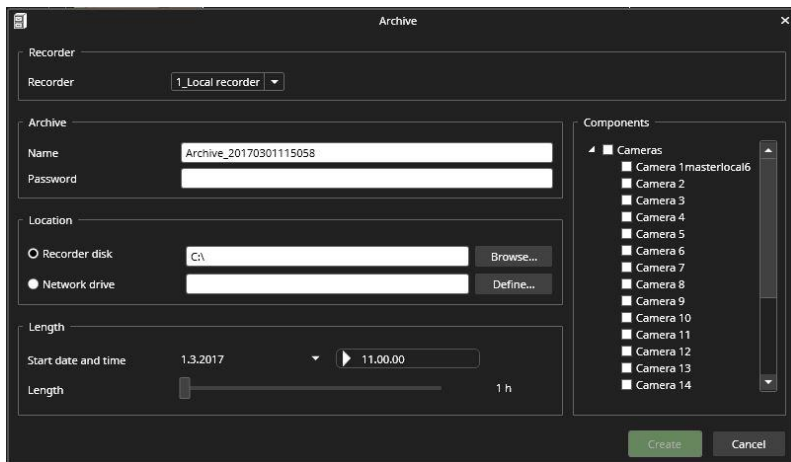 Archive
Recorder
Recorder 1_Local recorder
Archive
Name Archive_20170301115058
Password
Location
Recorder disk C:\ Browse...
Network drive Define...
Length
Start date and time 1.3.2017 11.00.00
Length 1 h
Components
Cameras
Camera 1masterlocal6
Camera 2
Camera 3
Camera 4
Camera 5
Camera 6
Camera 7
Camera 8
Camera 9
Camera 10
Camera 11
Camera 12
Camera 13
Camera 14
Create Cancel